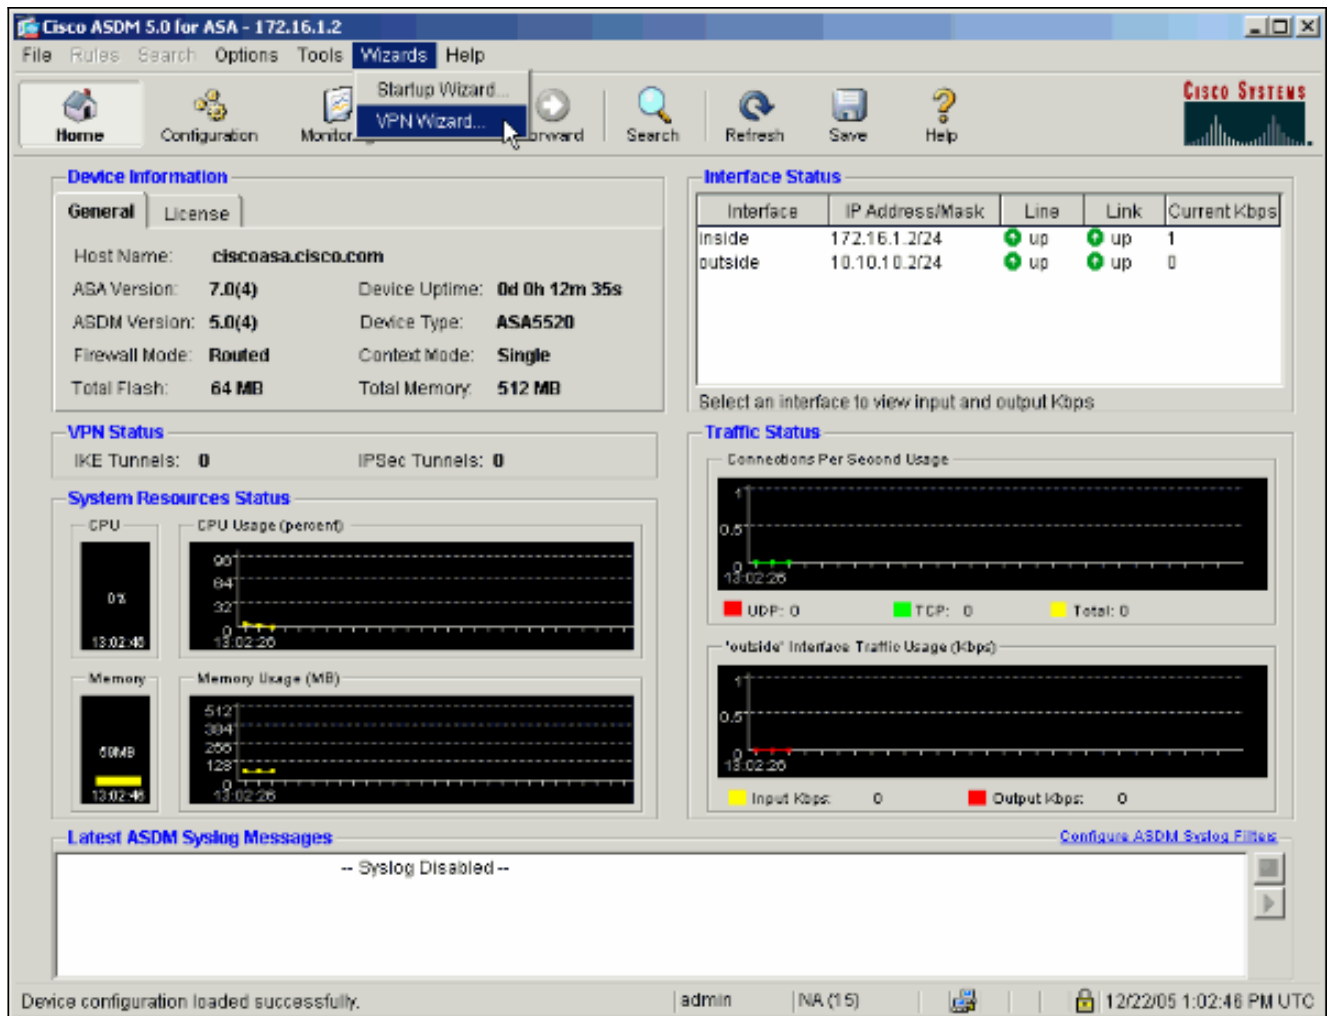 Cisco ASDM 5.0 for ASA - 172.16.1.2
File Rules Search Options Tools Wizards Help
Startup Wizard...
VPN Wizard...
Home Configuration Search Refresh Save Help
CISCO SYSTEMS
Device Information
General License
Host Name: ciscoasa.cisco.com
ASA Version: 7.0(4) Device Uptime: 0d 0h 12m 35s
ASDM Version: 5.0(4) Device Type: ASA5520
Firewall Mode: Routed Context Mode: Single
Total Flash: 64 MB Total Memory: 512 MB
Interface Status
Interface IP Address/Mask Line Link Current Kbps
inside 172.16.1.2/24 up up 1
outside 10.10.10.2/24 up up 0
Select an interface to view input and output Kbps
VPN Status
IKE Tunnels: 0 IPSec Tunnels: 0
System Resources Status
CPU
0%
13:02:46
CPU Usage (percent)
96
64
32
0
13:02:26
Memory
13:02:46
Memory Usage (MB)
512
384
256
128
0
13:02:26
Traffic Status
Connections Per Second Usage
1
0.5
0
13:02:26
UDP: 0 TCP: 0 Total: 0
'outside' Interface Traffic Usage (Kbps)
1
0.5
0
13:02:26
Input Kbps: 0 Output Kbps: 0
Latest ASDM Syslog Messages Configure ASDM Syslog Filters
-- Syslog Disabled --
Device configuration loaded successfully. admin NA (15) 12/22/05 1:02:46 PM UTC